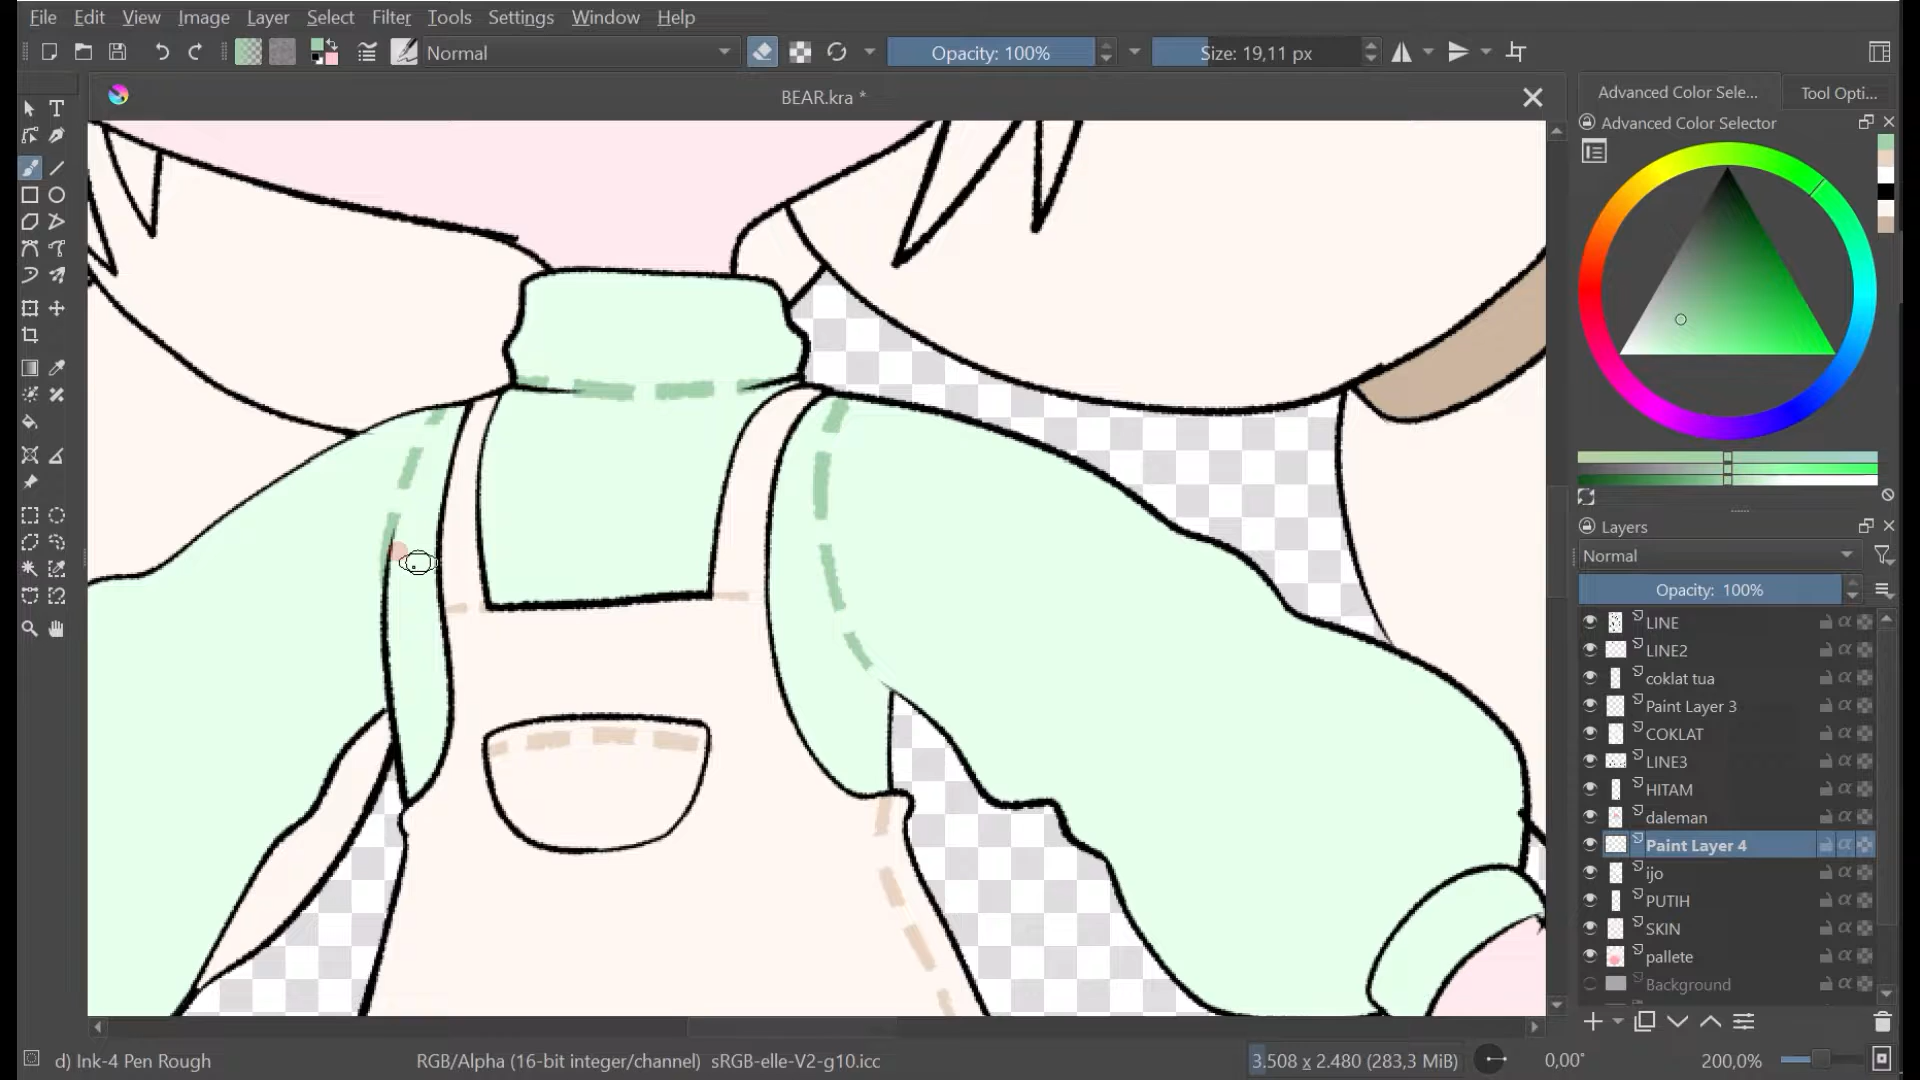 File Edit View Image Layer Select Filter Tools Settings Window Help
Normal Opacity: 100% Size: 19,11 px
BEAR.kra *
Advanced Color Sele... Tool Opti...
Advanced Color Selector
Layers
Normal
Opacity: 100%
LINE
LINE2
coklat tua
Paint Layer 3
COKLAT
LINE3
HITAM
daleman
Paint Layer 4
ijo
PUTIH
SKIN
pallete
Background
d) Ink-4 Pen Rough RGB/Alpha (16-bit integer/channel) sRGB-elle-V2-g10.icc 3.508 x 2.480 (283,3 MiB) 0,00° 200,0%